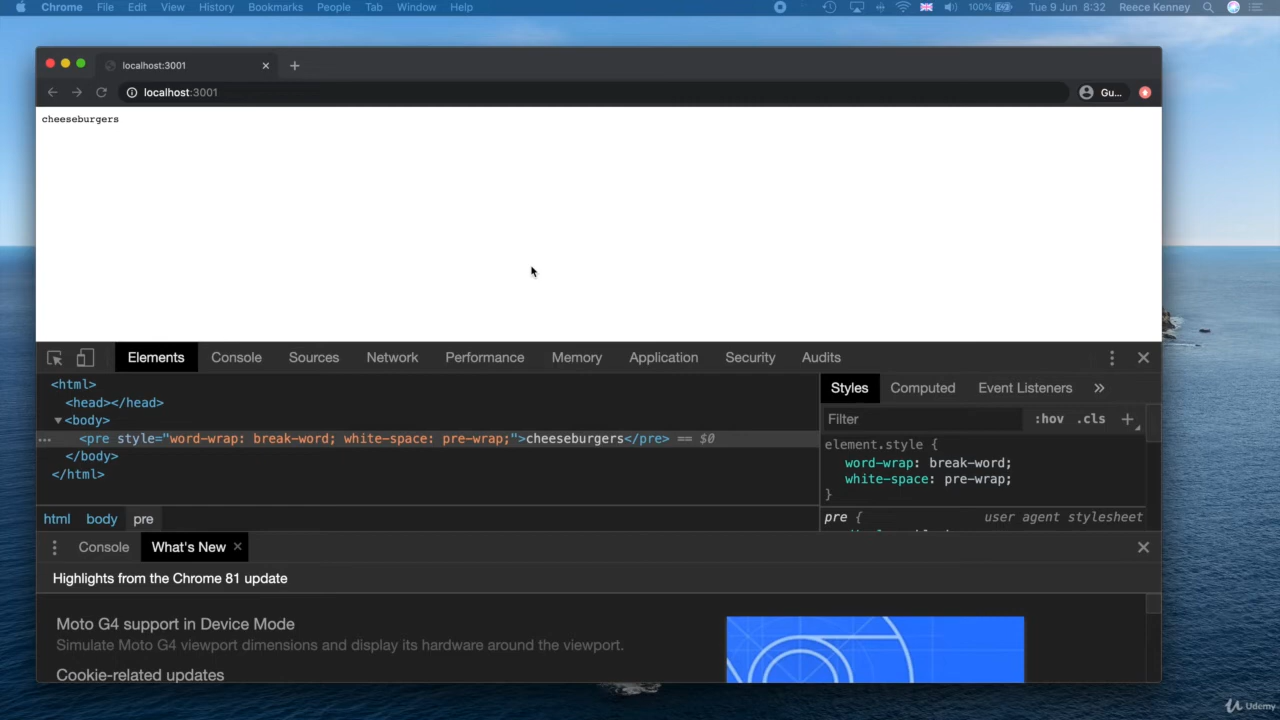 Chrome File Edit View History Bookmarks People Tab Window Help 100% Tue 9 Jun 8:32 Reece Kenney
localhost:3001
localhost:3001 Gu...
cheeseburgers
Elements Console Sources Network Performance Memory Application Security Audits
<html>
<head></head>
<body>
<pre style="word-wrap: break-word; white-space: pre-wrap;">cheeseburgers</pre> == $0
</body>
</html>
html body pre
Styles Computed Event Listeners »
Filter :hov .cls +
element.style {
word-wrap: break-word;
white-space: pre-wrap;
}
pre { user agent stylesheet
Console What's New ×
Highlights from the Chrome 81 update
Moto G4 support in Device Mode
Simulate Moto G4 viewport dimensions and display its hardware around the viewport.
Cookie-related updates
Udemy